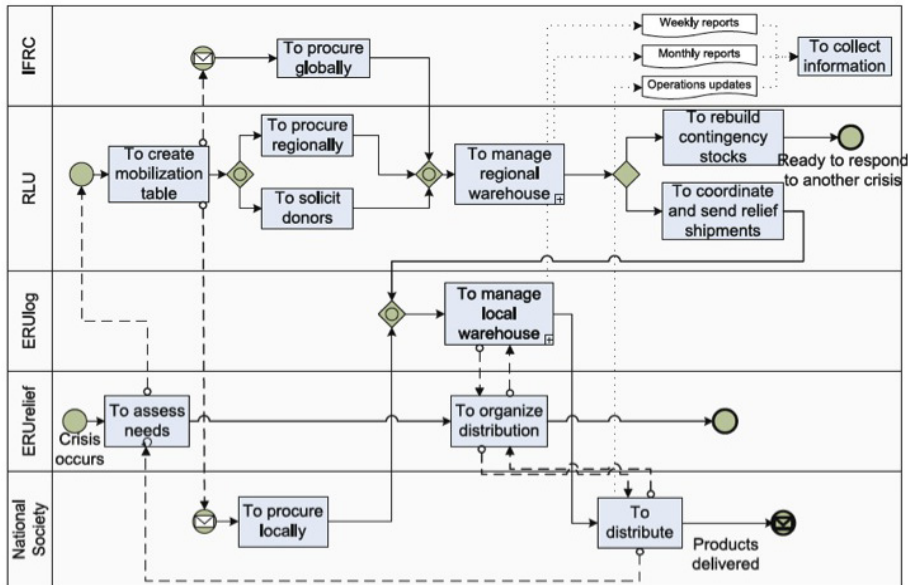 IFRC
To procure
globally
Weekly reports
Monthly reports
Operations updates
To collect
information
RLU
To create
mobilization
table
To procure
regionally
To solicit
donors
To manage
regional
warehouse
To rebuild
contingency
stocks
Ready to respond
to another crisis
To coordinate
and send relief
shipments
ERUlog
To manage
local
warehouse
ERUrelief
Crisis
occurs
To assess
needs
To organize
distribution
National
Society
To procure
locally
To
distribute
Products
delivered